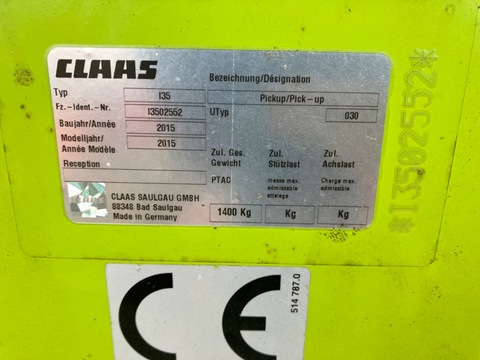 CLAAS
Bezeichnung/Désignation
Typ I35 Pickup/Pick-up
Fz.-Ident.-Nr. I3502552 UTyp 030
Baujahr/Année 2015
Modelljahr/
Année Modèle 2015
Reception
Zul. Ges. Gewicht
PTAC
1400 Kg
Zul. Stützlast
masse max. admissible attelage
Kg
Zul. Achslast
Charge max. admissible
Kg
CLAAS SAULGAU GMBH
88348 Bad Saulgau
Made in Germany
*I3502552*
CE
514 787.0